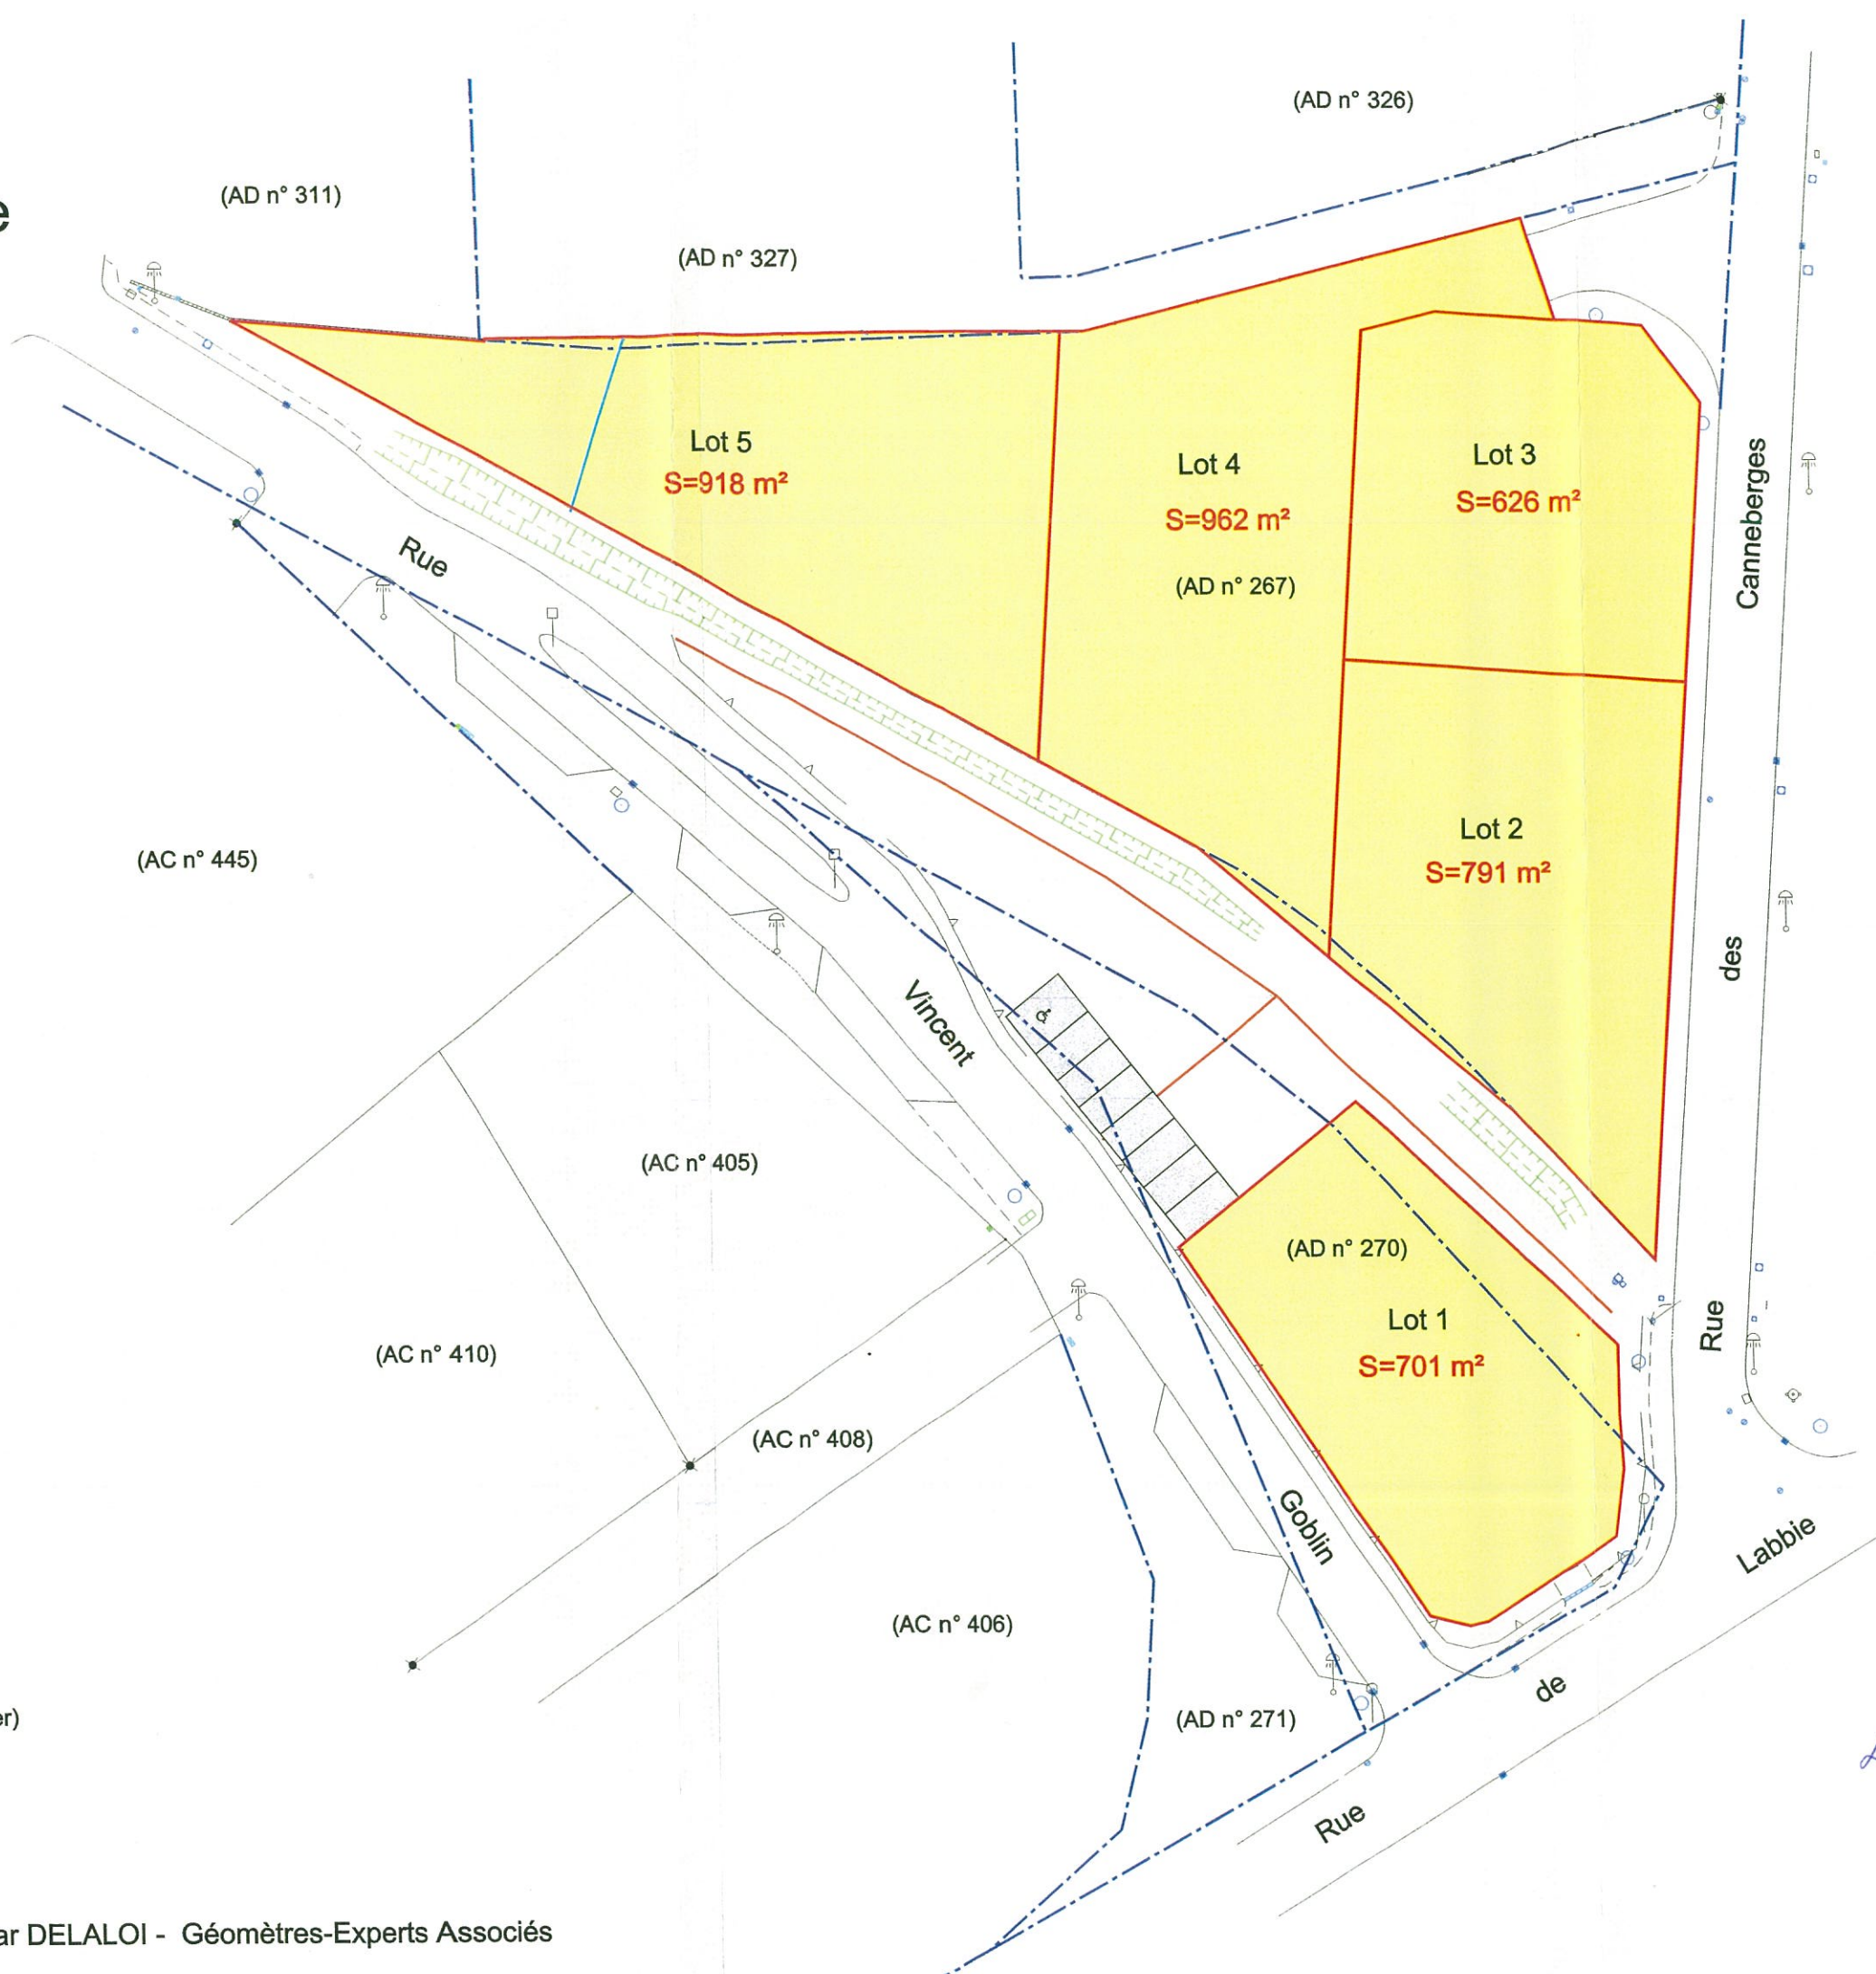 e
(AD n° 326)
(AD n° 311)
(AD n° 327)
Lot 5
S=918 m²
Lot 4
S=962 m²
(AD n° 267)
Lot 3
S=626 m²
Lot 2
S=791 m²
Rue
Vincent
Goblin
Rue
des
Canneberges
(AC n° 445)
(AC n° 405)
(AD n° 270)
Lot 1
S=701 m²
(AC n° 410)
(AC n° 408)
(AC n° 406)
(AD n° 271)
Rue
de
Labbie
er)
ar DELALOI - Géomètres-Experts Associés